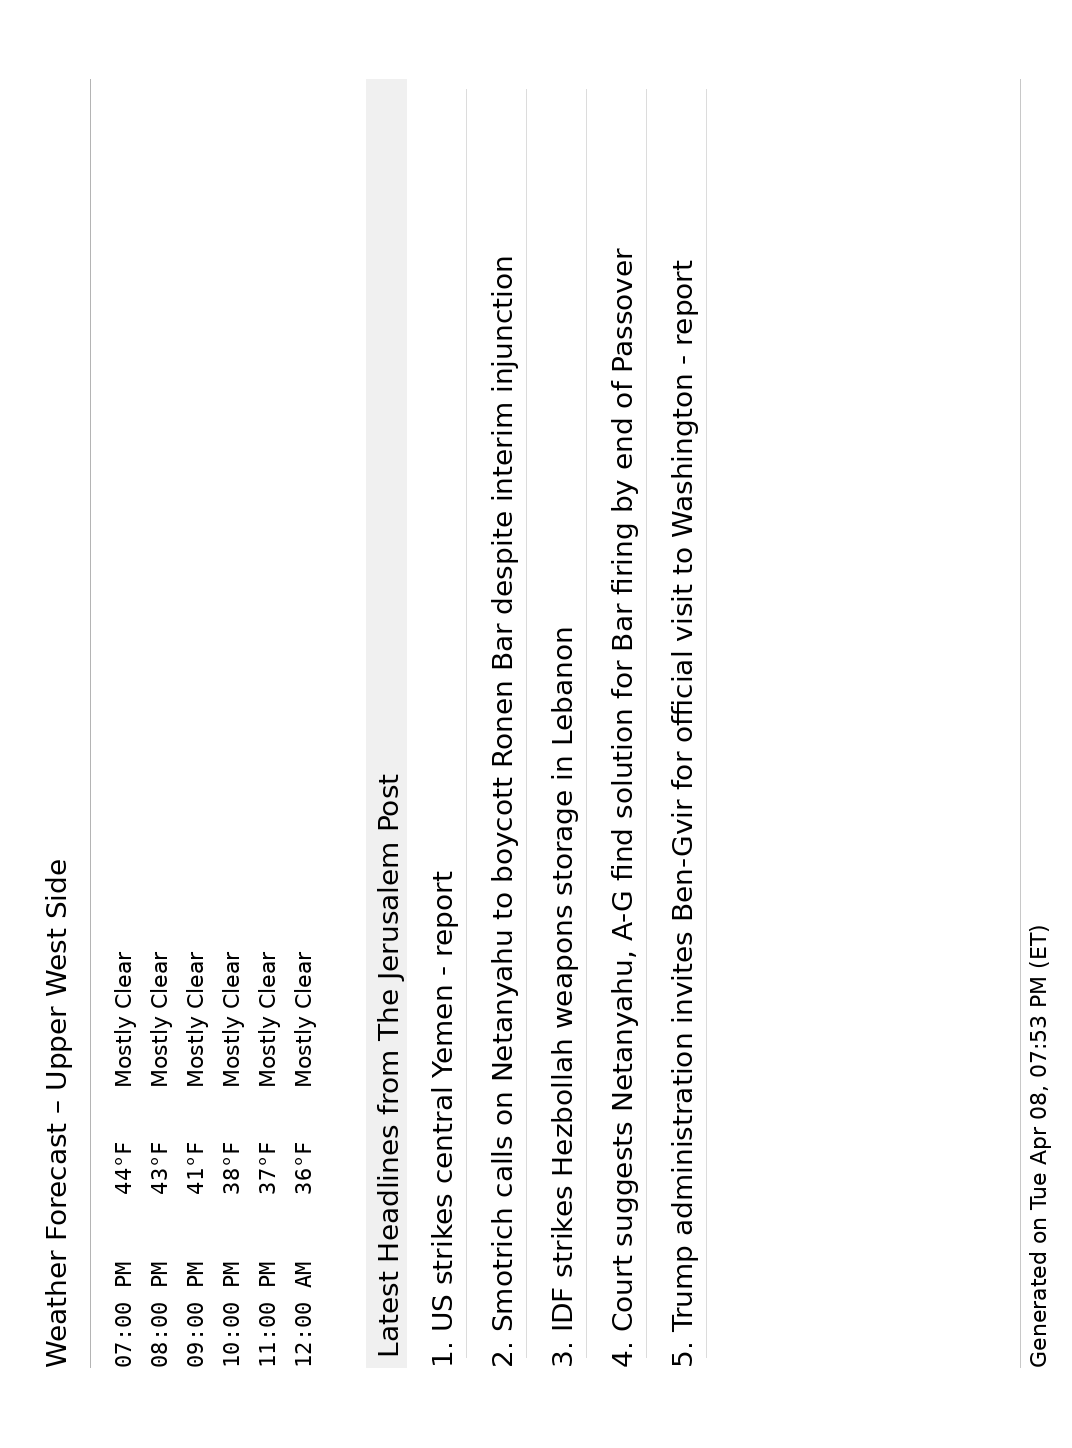 Weather Forecast – Upper West Side
07:00 PM 44°F Mostly Clear
08:00 PM 43°F Mostly Clear
09:00 PM 41°F Mostly Clear
10:00 PM 38°F Mostly Clear
11:00 PM 37°F Mostly Clear
12:00 AM 36°F Mostly Clear
Latest Headlines from The Jerusalem Post
1. US strikes central Yemen - report
2. Smotrich calls on Netanyahu to boycott Ronen Bar despite interim injunction
3. IDF strikes Hezbollah weapons storage in Lebanon
4. Court suggests Netanyahu, A-G find solution for Bar firing by end of Passover
5. Trump administration invites Ben-Gvir for official visit to Washington - report
Generated on Tue Apr 08, 07:53 PM (ET)